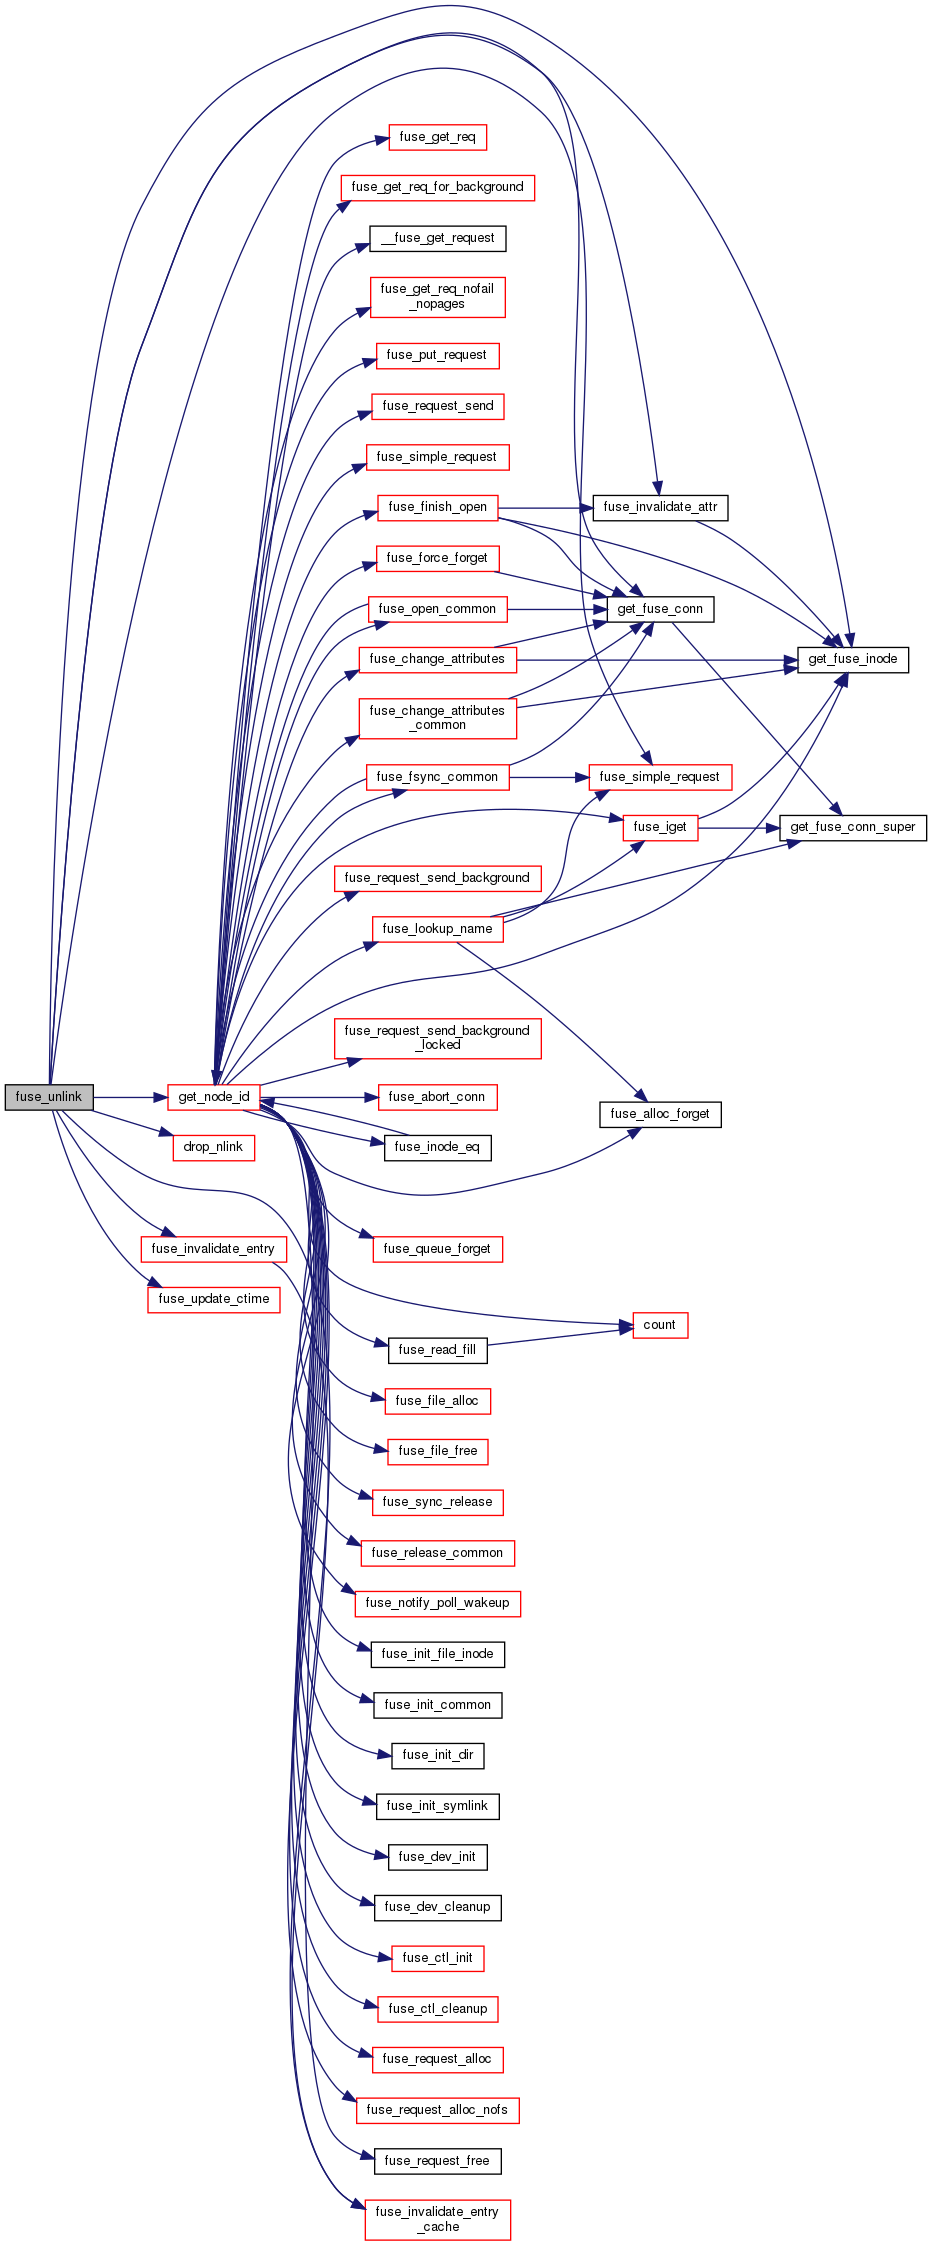 fuse_get_req
fuse_get_req_for_background
__fuse_get_request
fuse_get_req_nofail
_nopages
fuse_put_request
fuse_request_send
fuse_simple_request
fuse_finish_open
fuse_invalidate_attr
fuse_force_forget
fuse_open_common
get_fuse_conn
fuse_change_attributes
get_fuse_inode
fuse_change_attributes
_common
fuse_fsync_common
fuse_simple_request
fuse_iget
get_fuse_conn_super
fuse_request_send_background
fuse_lookup_name
fuse_request_send_background
_locked
fuse_unlink
get_node_id
fuse_abort_conn
fuse_alloc_forget
drop_nlink
fuse_inode_eq
fuse_invalidate_entry
fuse_queue_forget
fuse_update_ctime
count
fuse_read_fill
fuse_file_alloc
fuse_file_free
fuse_sync_release
fuse_release_common
fuse_notify_poll_wakeup
fuse_init_file_inode
fuse_init_common
fuse_init_dir
fuse_init_symlink
fuse_dev_init
fuse_dev_cleanup
fuse_ctl_init
fuse_ctl_cleanup
fuse_request_alloc
fuse_request_alloc_nofs
fuse_request_free
fuse_invalidate_entry
_cache